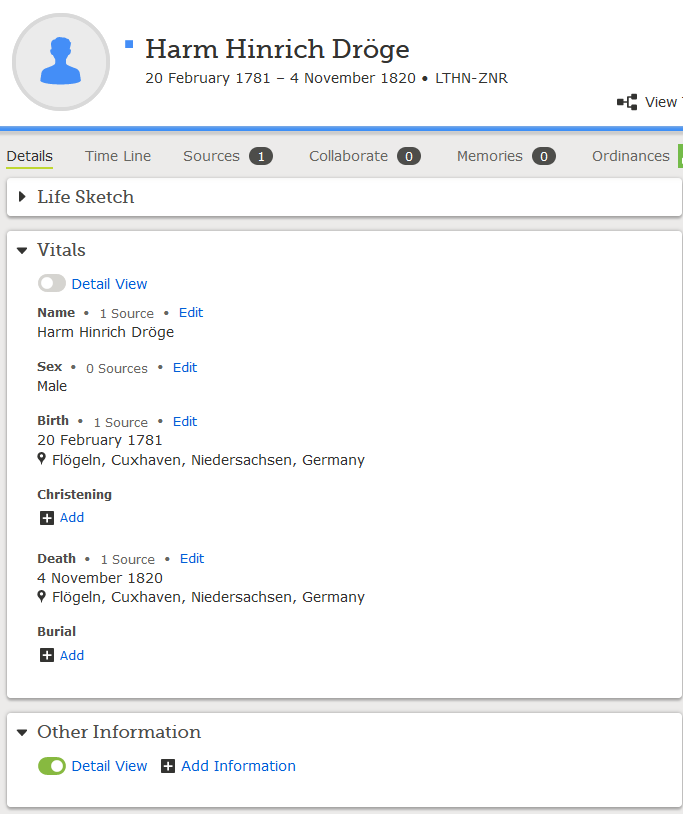 Harm Hinrich Dröge
20 February 1781 – 4 November 1820 • LTHN-ZNR
View
Details Time Line Sources 1 Collaborate 0 Memories 0 Ordinances
Life Sketch
Vitals
Detail View
Name • 1 Source • Edit
Harm Hinrich Dröge
Sex • 0 Sources • Edit
Male
Birth • 1 Source • Edit
20 February 1781
Flögeln, Cuxhaven, Niedersachsen, Germany
Christening
Add
Death • 1 Source • Edit
4 November 1820
Flögeln, Cuxhaven, Niedersachsen, Germany
Burial
Add
Other Information
Detail View Add Information